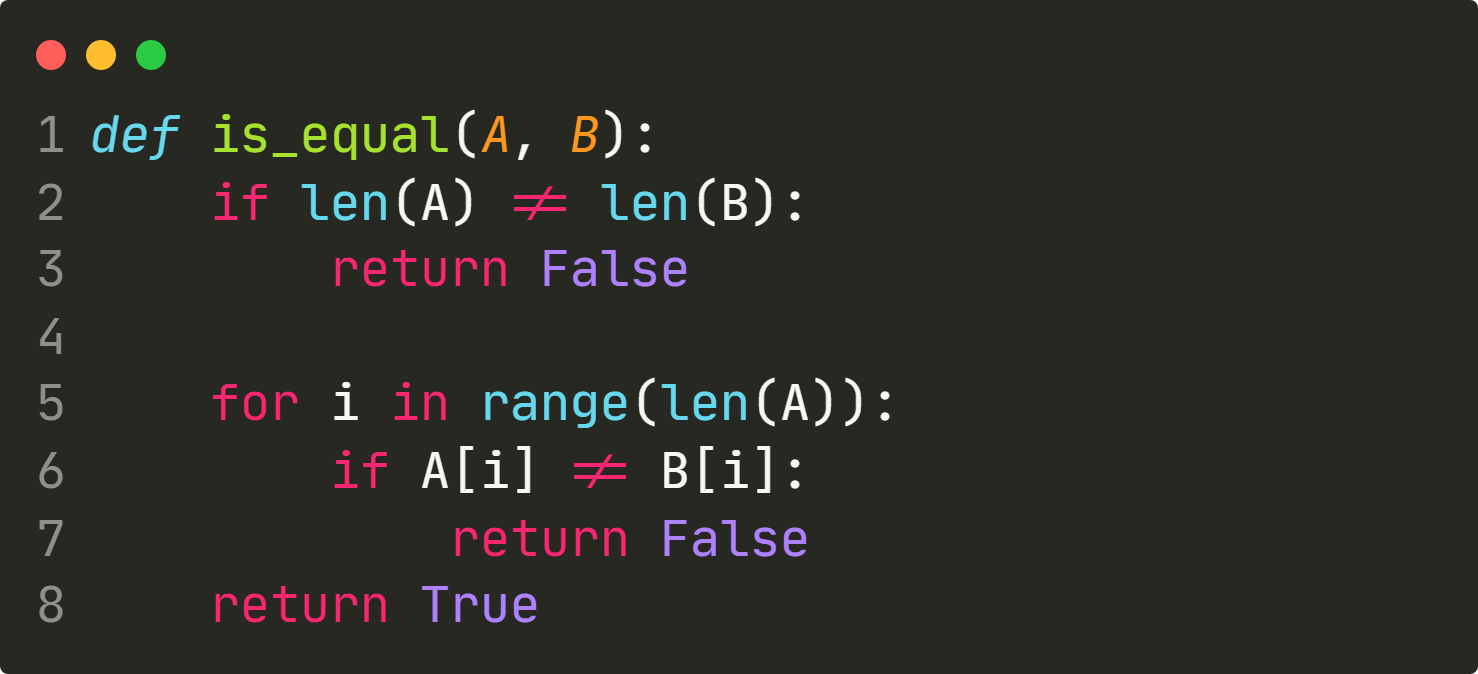 1 def is_equal(A, B):
2     if len(A) != len(B):
3         return False
4
5     for i in range(len(A)):
6         if A[i] != B[i]:
7             return False
8     return True